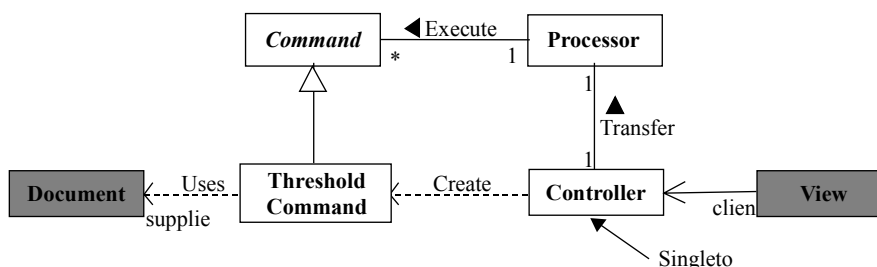 Command
Execute
*
1
Processor
1
Transfer
1
Document
Uses
supplie
Threshold
Command
Create
Controller
clien
View
Singleto